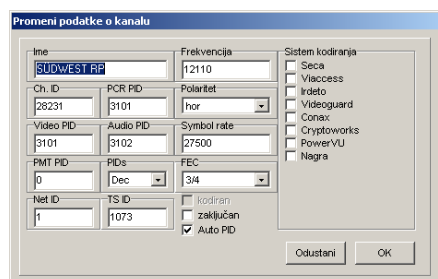 Promeni podatke o kanalu
Ime Frekvencija Sistem kodiranja
SÜDWEST RP 12110 Seca
Viaccess
Ch. ID PCR PID Polaritet Irdeto
28231 3101 hor Videoguard
Conax
Video PID Audio PID Symbol rate Cryptoworks
3101 3102 27500 PowerVU
Nagra
PMT PID PIDs FEC
0 Dec 3/4
Net ID TS ID kodiran
1 1073 zaključan
Auto PID
Odustani OK